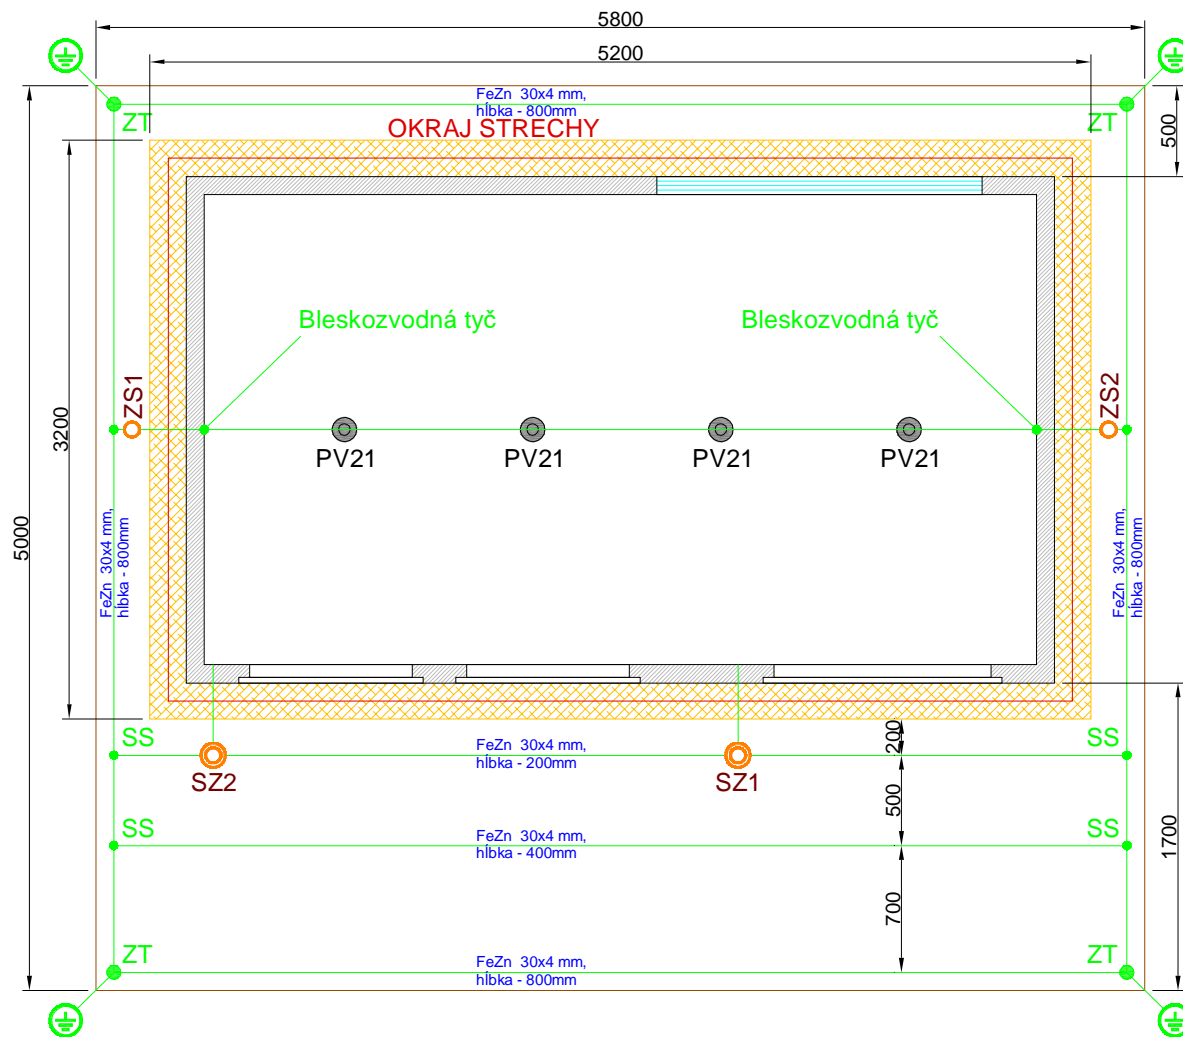 5800
5200
FeZn 30x4 mm,
hĺbka - 800mm
ZT
ZT
OKRAJ STRECHY
500
Bleskozvodná tyč
Bleskozvodná tyč
ZS1
ZS2
3200
PV21
PV21
PV21
PV21
5000
FeZn 30x4 mm,
hĺbka - 800mm
FeZn 30x4 mm,
hĺbka - 800mm
SS
SS
FeZn 30x4 mm,
hĺbka - 200mm
200
SZ2
SZ1
500
SS
SS
FeZn 30x4 mm,
hĺbka - 400mm
1700
700
ZT
ZT
FeZn 30x4 mm,
hĺbka - 800mm